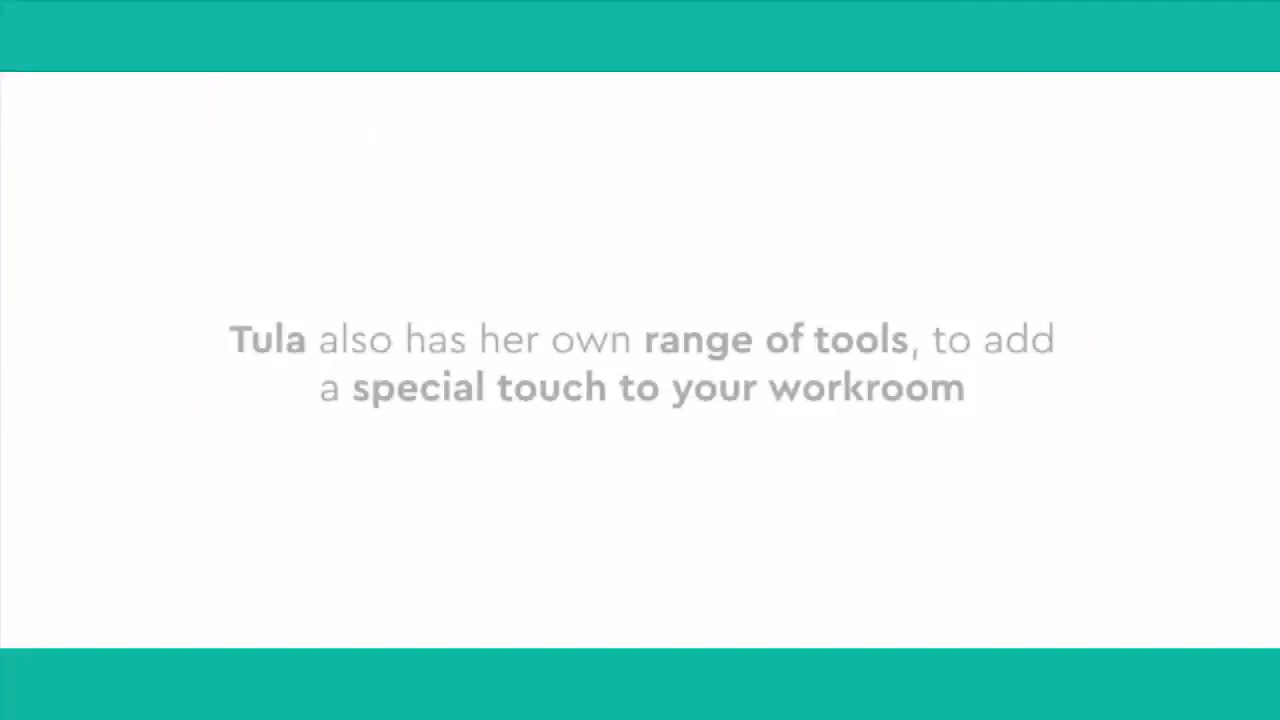 Tula also has her own range of tools, to add
a special touch to your workroom